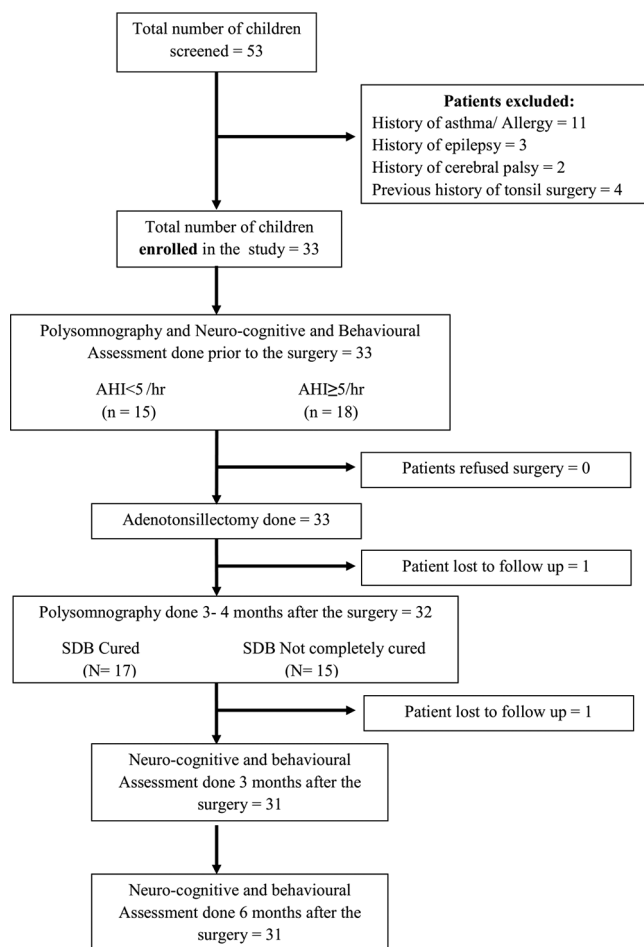 Total number of children
screened = 53
Patients excluded:
History of asthma/ Allergy = 11
History of epilepsy = 3
History of cerebral palsy = 2
Previous history of tonsil surgery = 4
Total number of children
enrolled in the study = 33
Polysomnography and Neuro-cognitive and Behavioural
Assessment done prior to the surgery = 33
AHI<5 /hr AHI≥5/hr
(n = 15) (n = 18)
Patients refused surgery = 0
Adenotonsillectomy done = 33
Patient lost to follow up = 1
Polysomnography done 3- 4 months after the surgery = 32
SDB Cured SDB Not completely cured
(N= 17) (N= 15)
Patient lost to follow up = 1
Neuro-cognitive and behavioural
Assessment done 3 months after the
surgery = 31
Neuro-cognitive and behavioural
Assessment done 6 months after the
surgery = 31